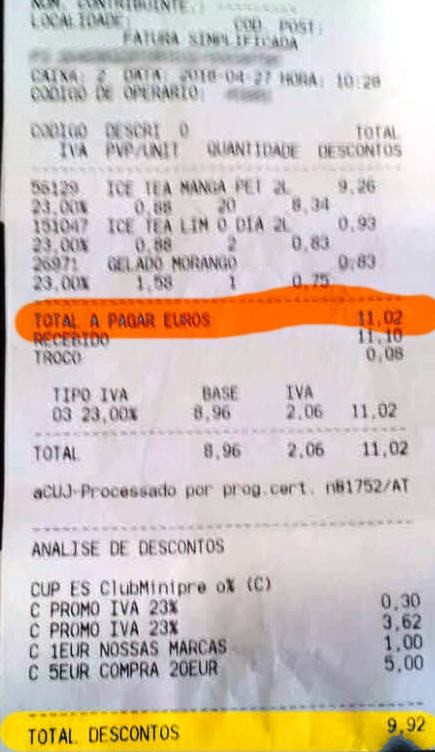 NUM. CONTRIBUINTE.:
LOCALIDADE: COD. POST:
FATURA SIMPLIFICADA
CAIXA: 2 DATA: 2018-04-27 HORA: 10:28
CODIGO DE OPERARIO:
CODIGO DESCRI O TOTAL
IVA PVP/UNIT QUANTIDADE DESCONTOS
56129 ICE TEA MANGA PET 2L 9,26
23,00% 0,88 20 8,34
151047 ICE TEA LIM O DIA 2L 0,93
23,00% 0,88 2 0,83
26971 GELADO MORANGO 0,83
23,00% 1,58 1 0,75
TOTAL A PAGAR EUROS 11,02
RECEBIDO 11,10
TROCO 0,08
TIPO IVA BASE IVA
03 23,00% 8,96 2,06 11,02
TOTAL 8,96 2,06 11,02
aCUJ-Processado por prog.cert. n81752/AT
ANALISE DE DESCONTOS
CUP ES ClubMinipre o% (C)
C PROMO IVA 23% 0,30
C PROMO IVA 23% 3,62
C 1EUR NOSSAS MARCAS 1,00
C 5EUR COMPRA 20EUR 5,00
TOTAL DESCONTOS 9,92